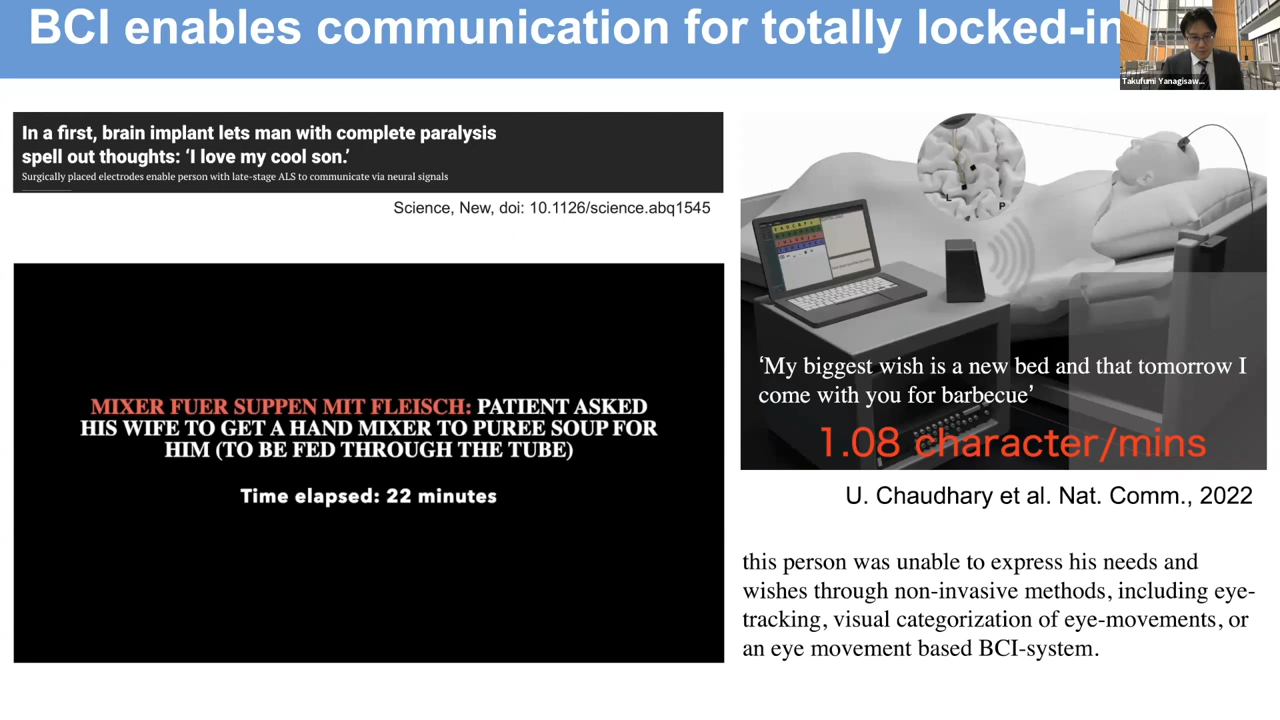 BCI enables communication for totally locked-in
Takufumi Yanagisaw...
In a first, brain implant lets man with complete paralysis
spell out thoughts: ‘I love my cool son.’
Surgically placed electrodes enable person with late-stage ALS to communicate via neural signals
Science, New, doi: 10.1126/science.abq1545
MIXER FUER SUPPEN MIT FLEISCH: PATIENT ASKED
HIS WIFE TO GET A HAND MIXER TO PUREE SOUP FOR
HIM (TO BE FED THROUGH THE TUBE)
Time elapsed: 22 minutes
L
P
‘My biggest wish is a new bed and that tomorrow I
come with you for barbecue’
1.08 character/mins
U. Chaudhary et al. Nat. Comm., 2022
this person was unable to express his needs and
wishes through non-invasive methods, including eye-
tracking, visual categorization of eye-movements, or
an eye movement based BCI-system.